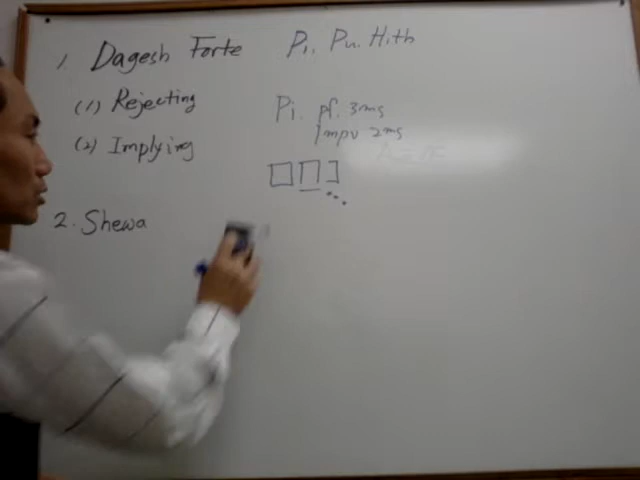 1. Dagesh Forte Pi. Pu. Hith
(1) Rejecting
(2) Implying
Pi. pf. 3ms
Impv 2ms
2. Shewa